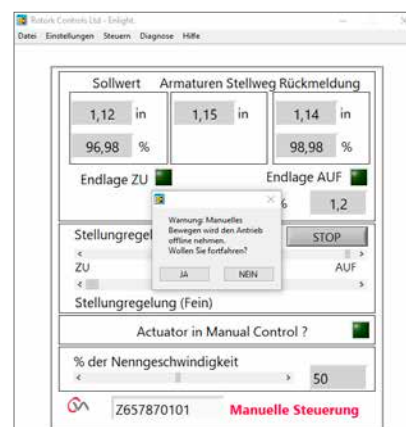 Rotork Controls Ltd - Enlight.
Datei Einstellungen Steuern Diagnose Hilfe
Sollwert Armaturen Stellweg Rückmeldung
1,12 in 1,15 in 1,14 in
96,98 % 98,98 %
Endlage ZU Endlage AUF
% 1,2
Warnung: Manuelles
Bewegen wird den Antrieb
offline nehmen.
Wollen Sie fortfahren?
JA NEIN
Stellungregel STOP
ZU AUF
Stellungregelung (Fein)
Actuator in Manual Control ?
% der Nenngeschwindigkeit
50
Z657870101 Manuelle Steuerung